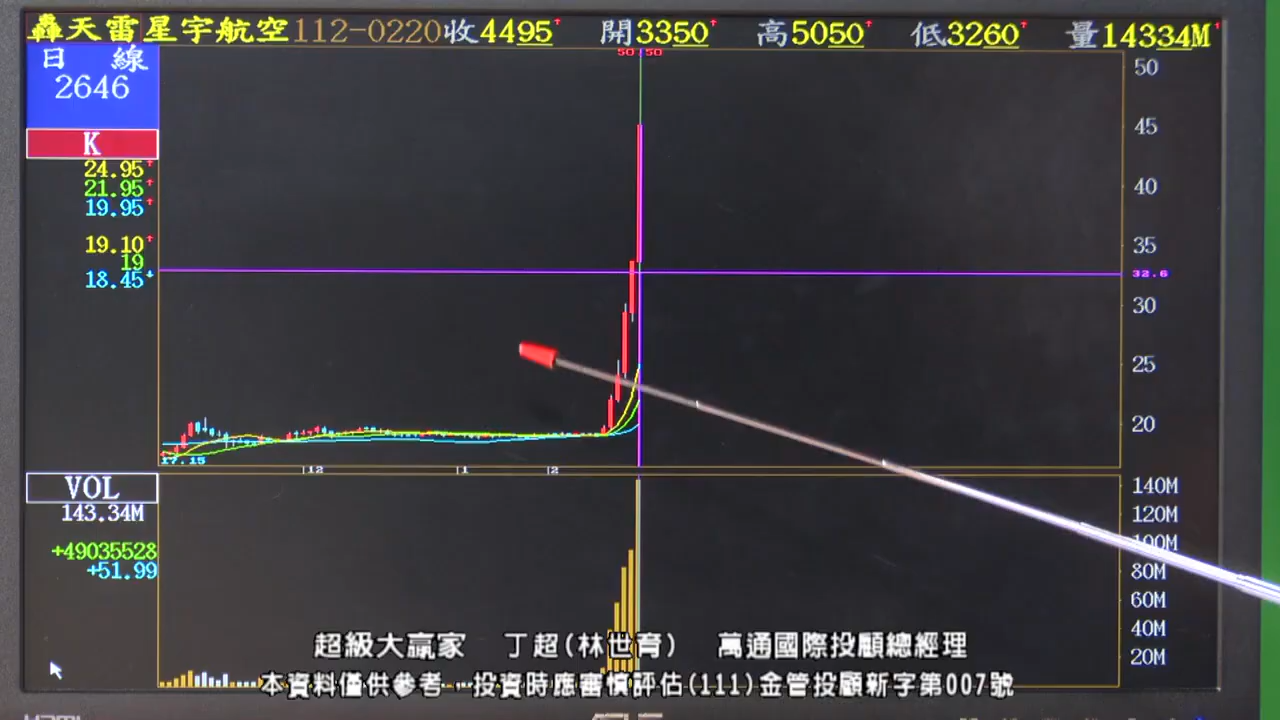 轟天雷星宇航空112-0220收4495 開3350 高5050 低3260 量14334M
日 線
2646
K
24.95
21.95
19.95
19.10
19
18.45
50 50
50
45
40
35
32.6
30
25
20
17.15
12
1
2
VOL
143.34M
+49035528
+51.99
140M
120M
100M
80M
60M
40M
20M
超級大贏家 丁超(林世育) 萬通國際投顧總經理
本資料僅供參考,投資時應審慎評估(111)金管投顧新字第007號